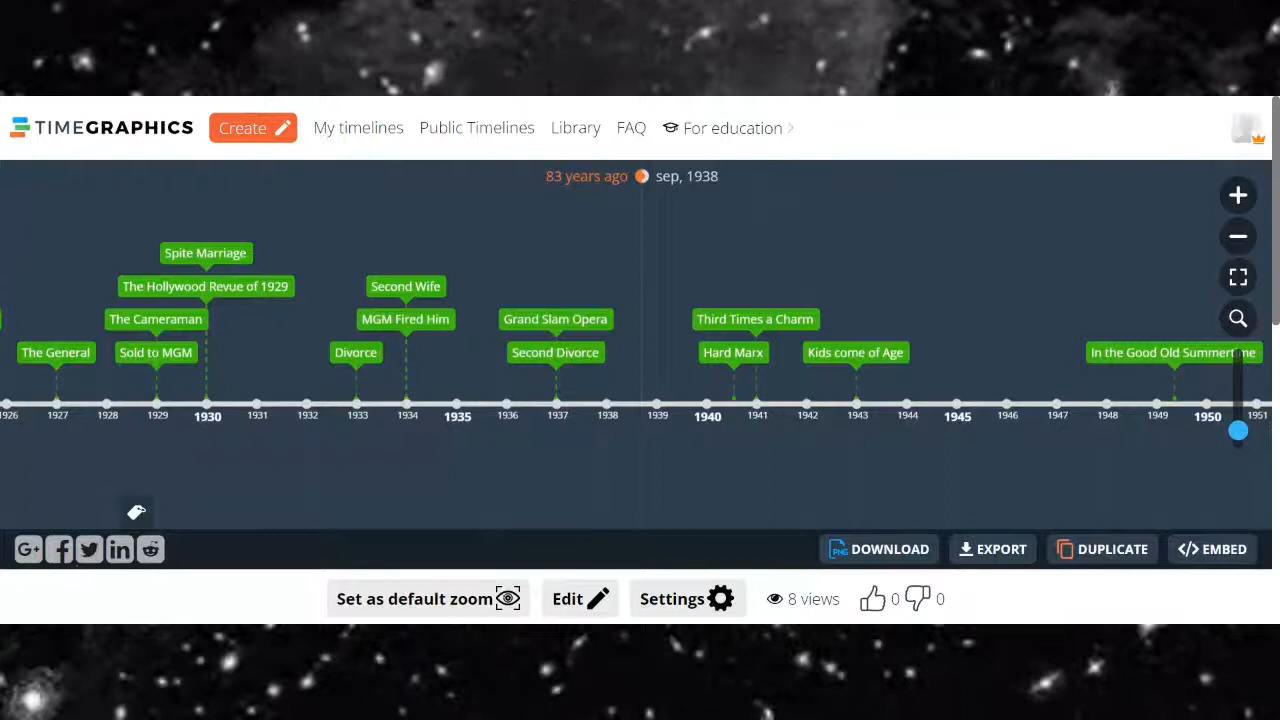 TIMEGRAPHICS Create My timelines Public Timelines Library FAQ For education
83 years ago sep, 1938
Spite Marriage
The Hollywood Revue of 1929 Second Wife
The Cameraman MGM Fired Him Grand Slam Opera Third Times a Charm
The General Sold to MGM Divorce Second Divorce Hard Marx Kids come of Age In the Good Old Summertime
1926 1927 1928 1929 1930 1931 1932 1933 1934 1935 1936 1937 1938 1939 1940 1941 1942 1943 1944 1945 1946 1947 1948 1949 1950 1951
G+ f in PNG DOWNLOAD EXPORT DUPLICATE </> EMBED
Set as default zoom Edit Settings 8 views 0 0